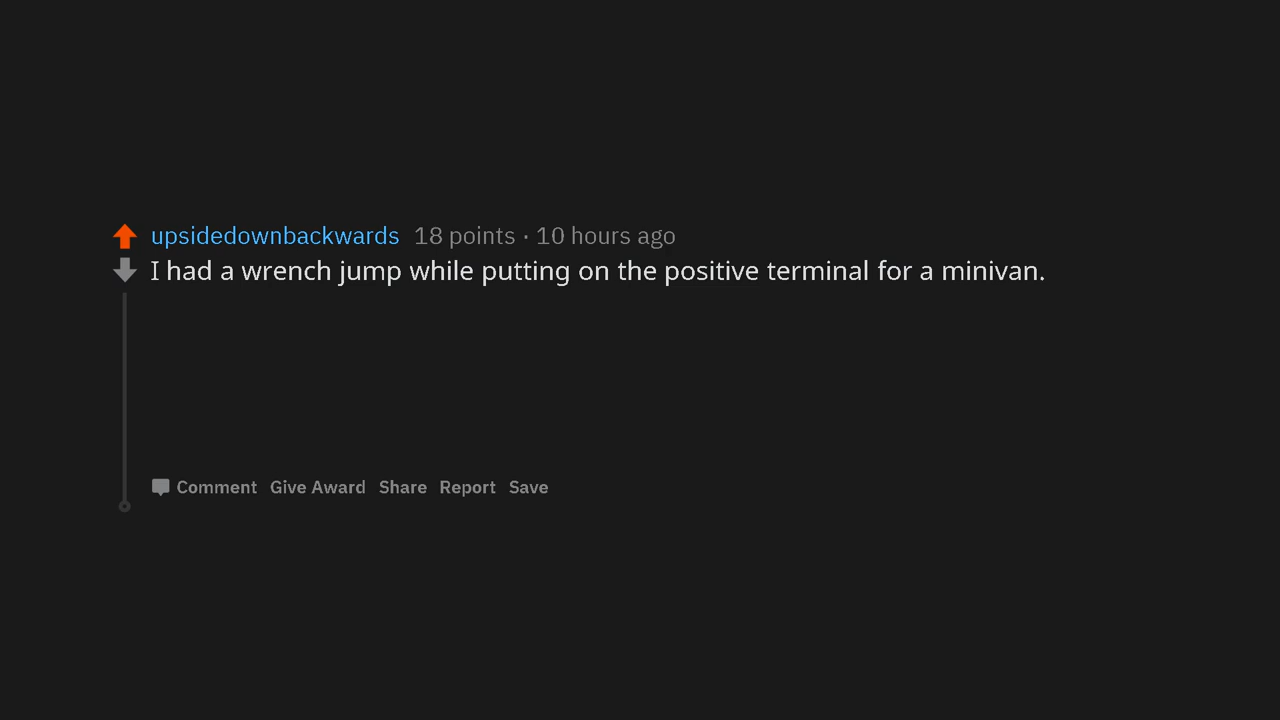 upsidedownbackwards 18 points · 10 hours ago
I had a wrench jump while putting on the positive terminal for a minivan.
Comment Give Award Share Report Save